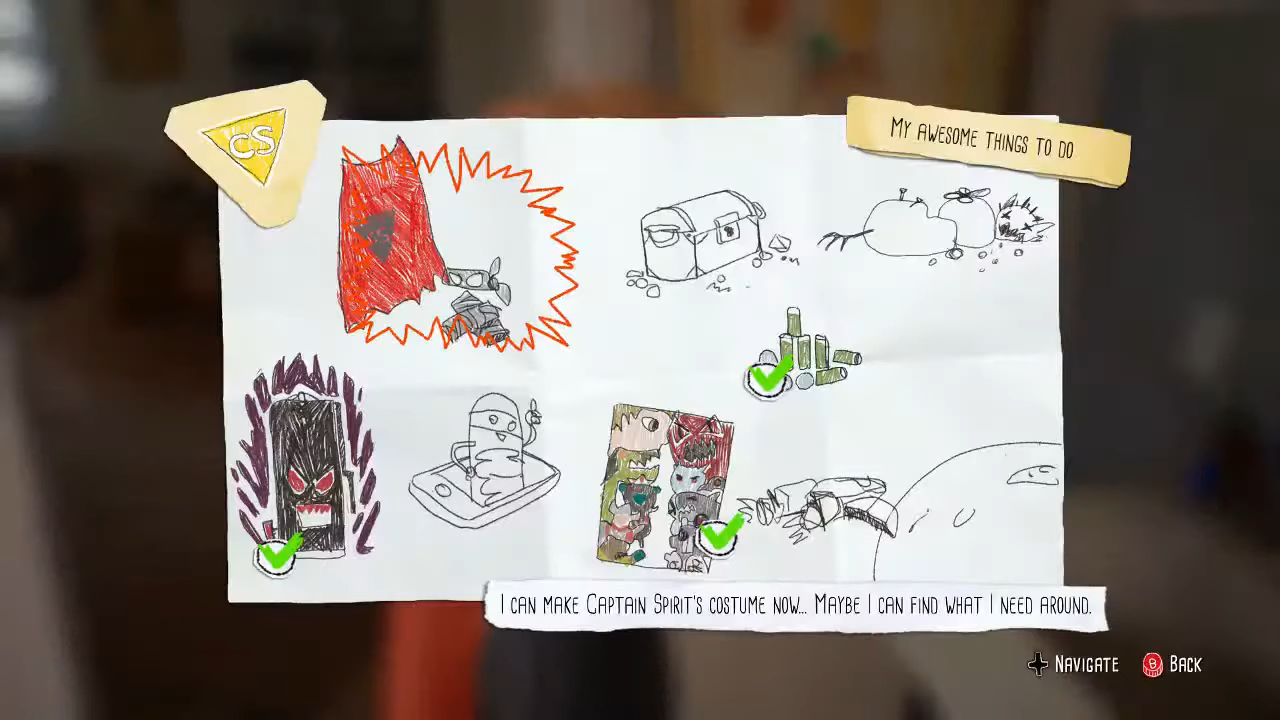 CS
MY AWESOME THINGS TO DO
I CAN MAKE CAPTAIN SPIRIT'S COSTUME NOW... MAYBE I CAN FIND WHAT I NEED AROUND.
NAVIGATE B BACK